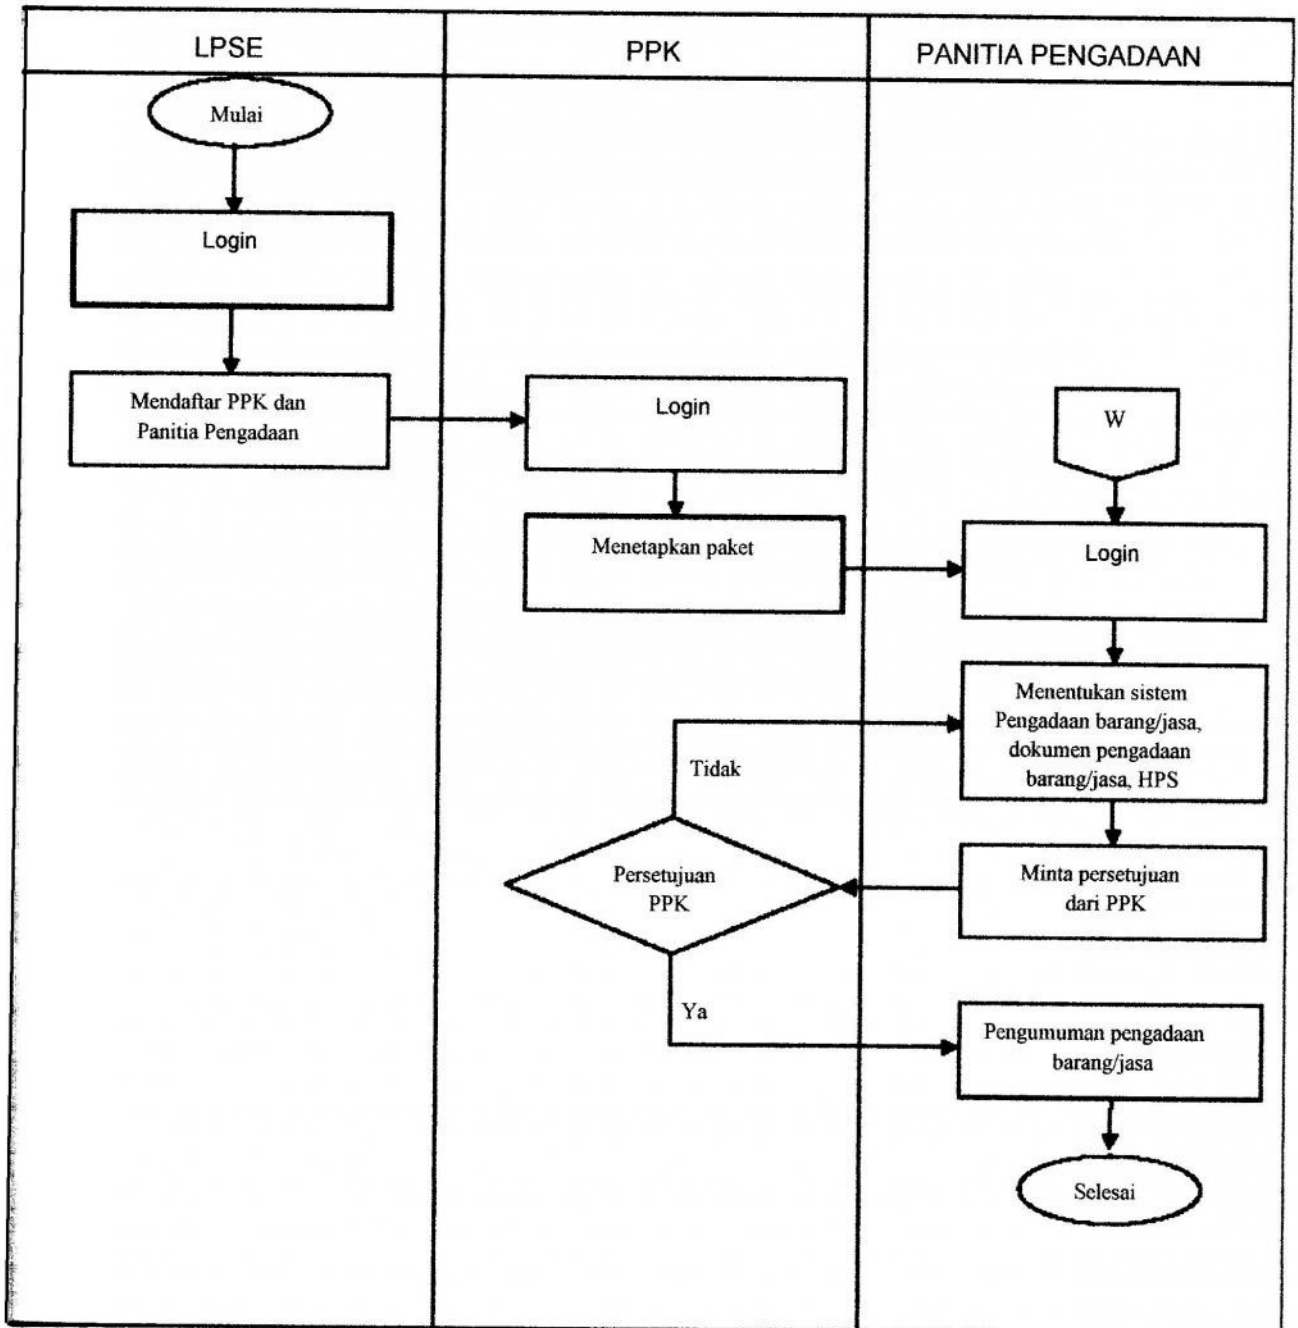 LPSE
PPK
PANITIA PENGADAAN
Mulai
Login
Mendaftar PPK dan
Panitia Pengadaan
Login
W
Menetapkan paket
Login
Menentukan sistem
Pengadaan barang/jasa,
dokumen pengadaan
barang/jasa, HPS
Tidak
Persetujuan
PPK
Minta persetujuan
dari PPK
Ya
Pengumuman pengadaan
barang/jasa
Selesai